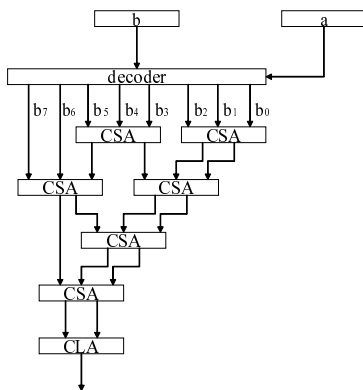 b a
decoder
b7 b6 b5 b4 b3 b2 b1 b0
CSA CSA
CSA CSA
CSA
CSA
CLA